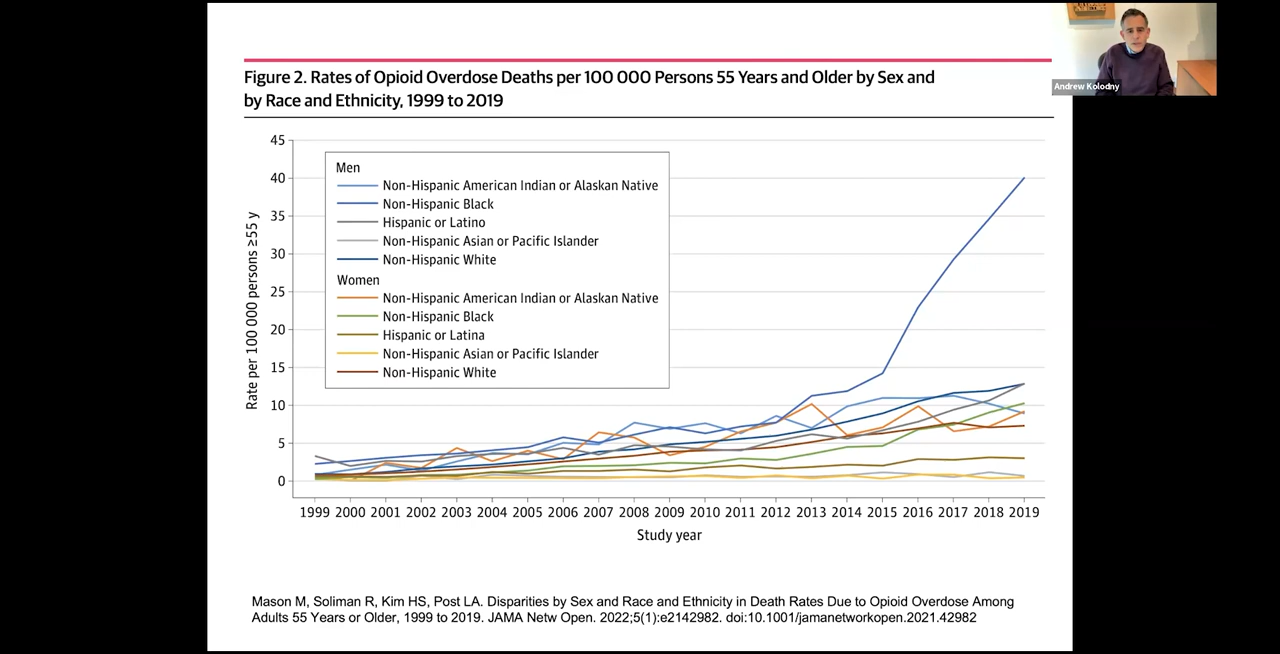 Andrew Kolodny
Figure 2. Rates of Opioid Overdose Deaths per 100 000 Persons 55 Years and Older by Sex and
by Race and Ethnicity, 1999 to 2019
45
40
35
30
25
20
15
10
5
0
Rate per 100 000 persons ≥55 y
Men
Non-Hispanic American Indian or Alaskan Native
Non-Hispanic Black
Hispanic or Latino
Non-Hispanic Asian or Pacific Islander
Non-Hispanic White
Women
Non-Hispanic American Indian or Alaskan Native
Non-Hispanic Black
Hispanic or Latina
Non-Hispanic Asian or Pacific Islander
Non-Hispanic White
1999 2000 2001 2002 2003 2004 2005 2006 2007 2008 2009 2010 2011 2012 2013 2014 2015 2016 2017 2018 2019
Study year
Mason M, Soliman R, Kim HS, Post LA. Disparities by Sex and Race and Ethnicity in Death Rates Due to Opioid Overdose Among
Adults 55 Years or Older, 1999 to 2019. JAMA Netw Open. 2022;5(1):e2142982. doi:10.1001/jamanetworkopen.2021.42982